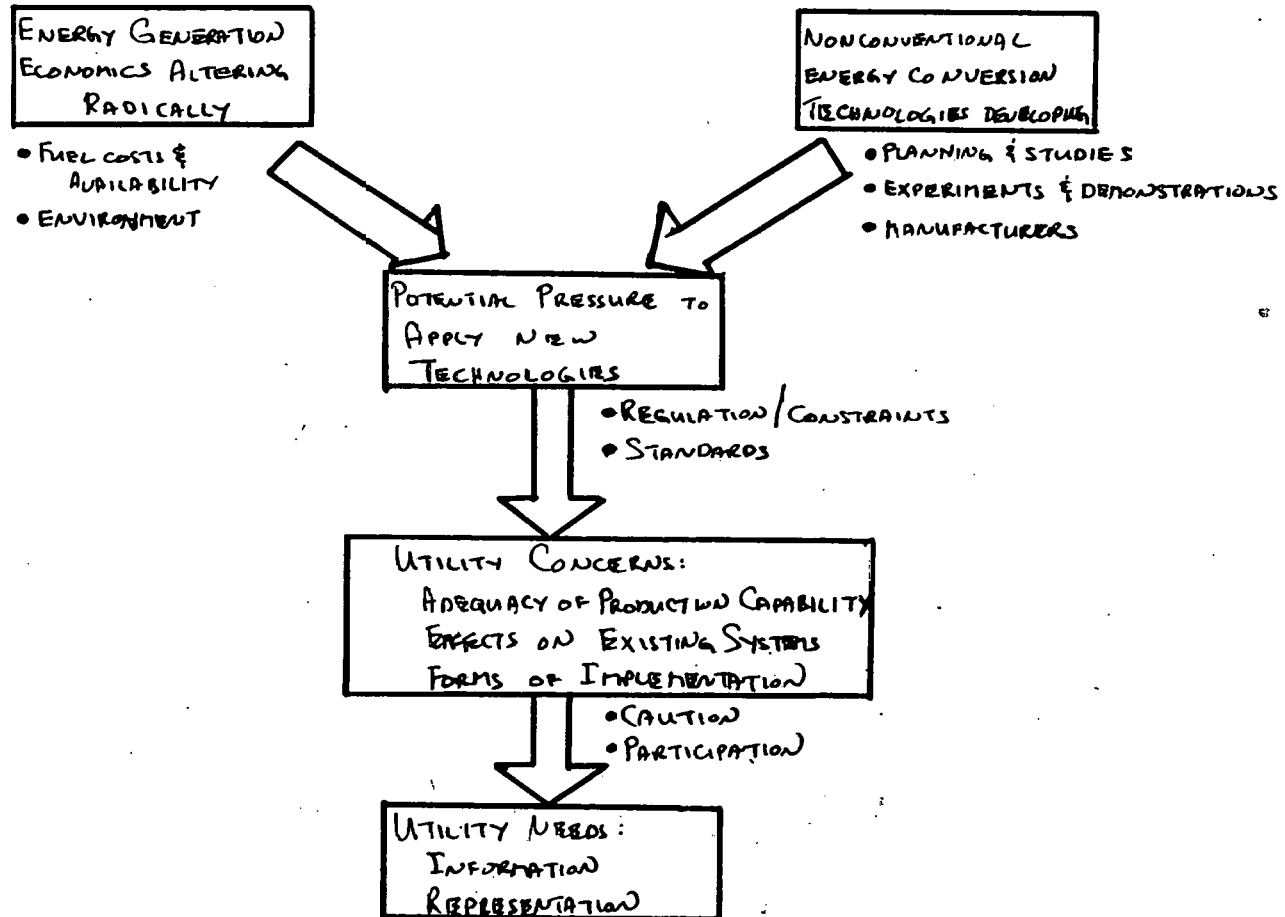 ENERGY GENERATION
ECONOMICS ALTERING
RADICALLY
• FUEL COSTS &
AVAILABILITY
• ENVIRONMENT
NONCONVENTIONAL
ENERGY CONVERSION
TECHNOLOGIES DEVELOPING
• PLANNING & STUDIES
• EXPERIMENTS & DEMONSTRATIONS
• MANUFACTURERS
POTENTIAL PRESSURE TO
APPLY NEW
TECHNOLOGIES
• REGULATION/CONSTRAINTS
• STANDARDS
UTILITY CONCERNS:
ADEQUACY OF PRODUCTION CAPABILITY
EFFECTS ON EXISTING SYSTEMS
FORMS OF IMPLEMENTATION
• CAUTION
• PARTICIPATION
UTILITY NEEDS:
INFORMATION
REPRESENTATION